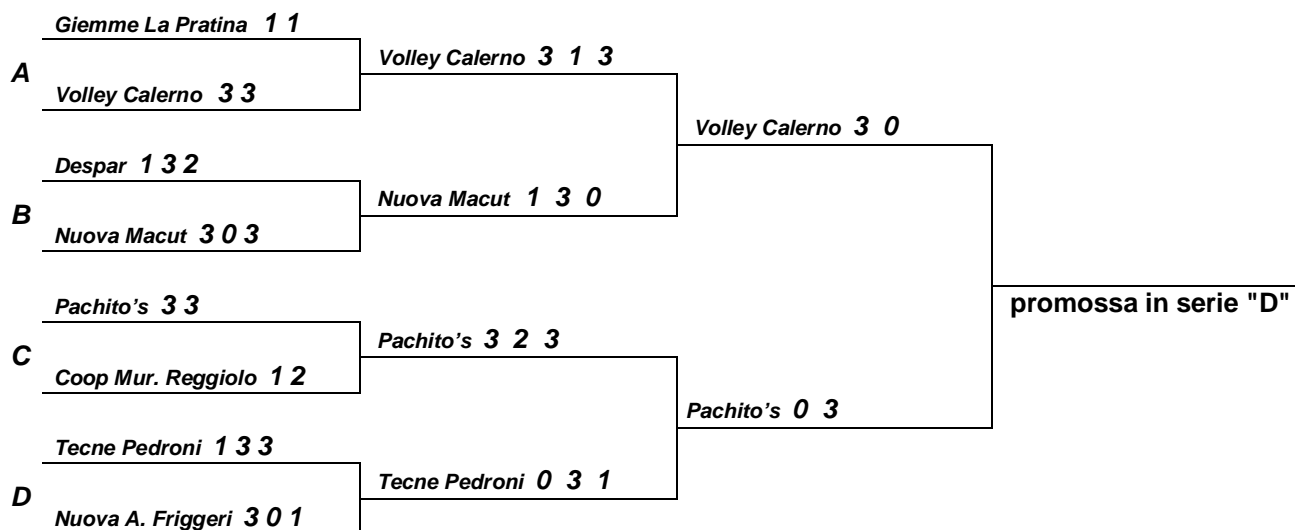 Giemme La Pratina 1 1
A
Volley Calerno 3 3
Volley Calerno 3 1 3
Despar 1 3 2
B
Nuova Macut 3 0 3
Nuova Macut 1 3 0
Volley Calerno 3 0
Pachito's 3 3
C
Coop Mur. Reggiolo 1 2
Pachito's 3 2 3
Tecne Pedroni 1 3 3
D
Nuova A. Friggeri 3 0 1
Tecne Pedroni 0 3 1
Pachito's 0 3
promossa in serie "D"